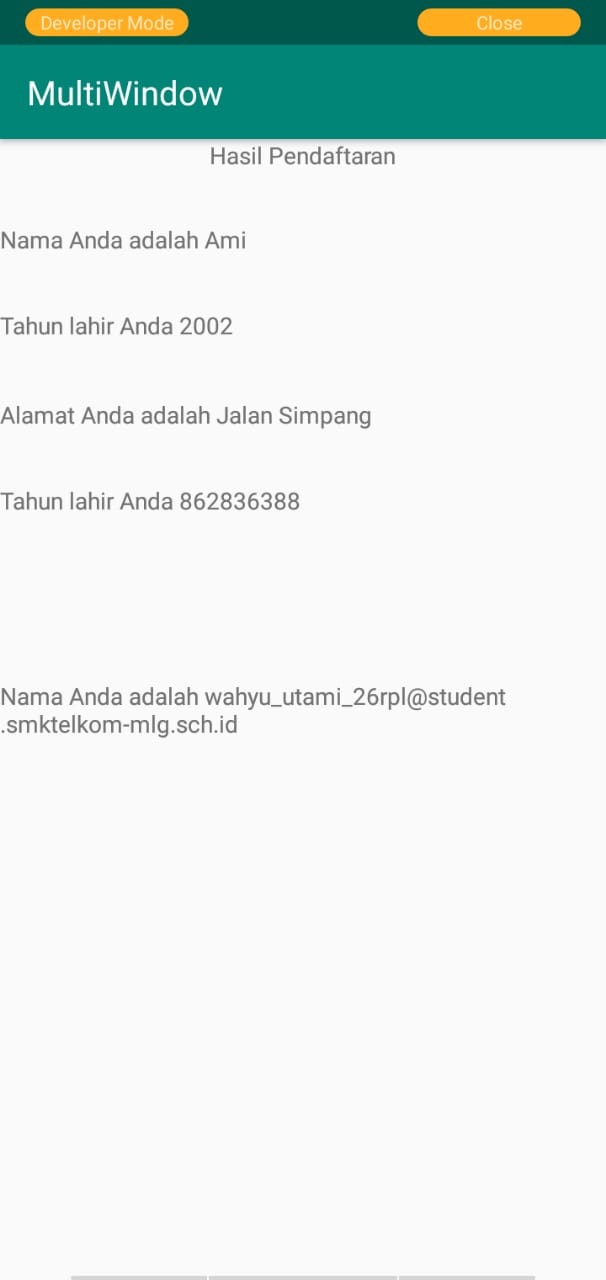 Developer Mode Close
MultiWindow
Hasil Pendaftaran
Nama Anda adalah Ami
Tahun lahir Anda 2002
Alamat Anda adalah Jalan Simpang
Tahun lahir Anda 862836388
Nama Anda adalah wahyu_utami_26rpl@student
.smktelkom-mlg.sch.id